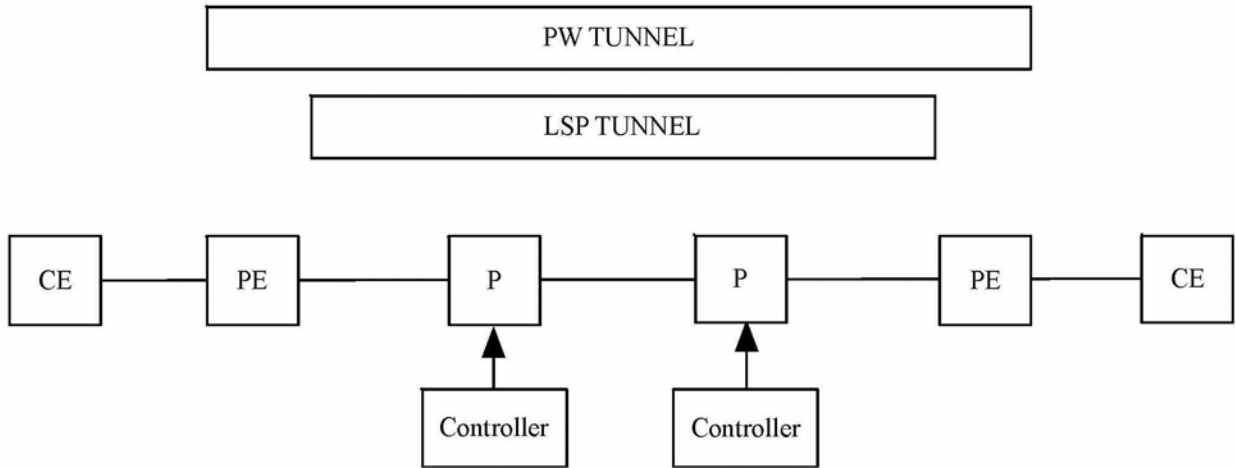 PW TUNNEL
LSP TUNNEL
CE
PE
P
P
PE
CE
Controller
Controller